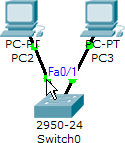 PC-PT
PC2
PC-PT
PC3
Fa0/1
2950-24
Switch0